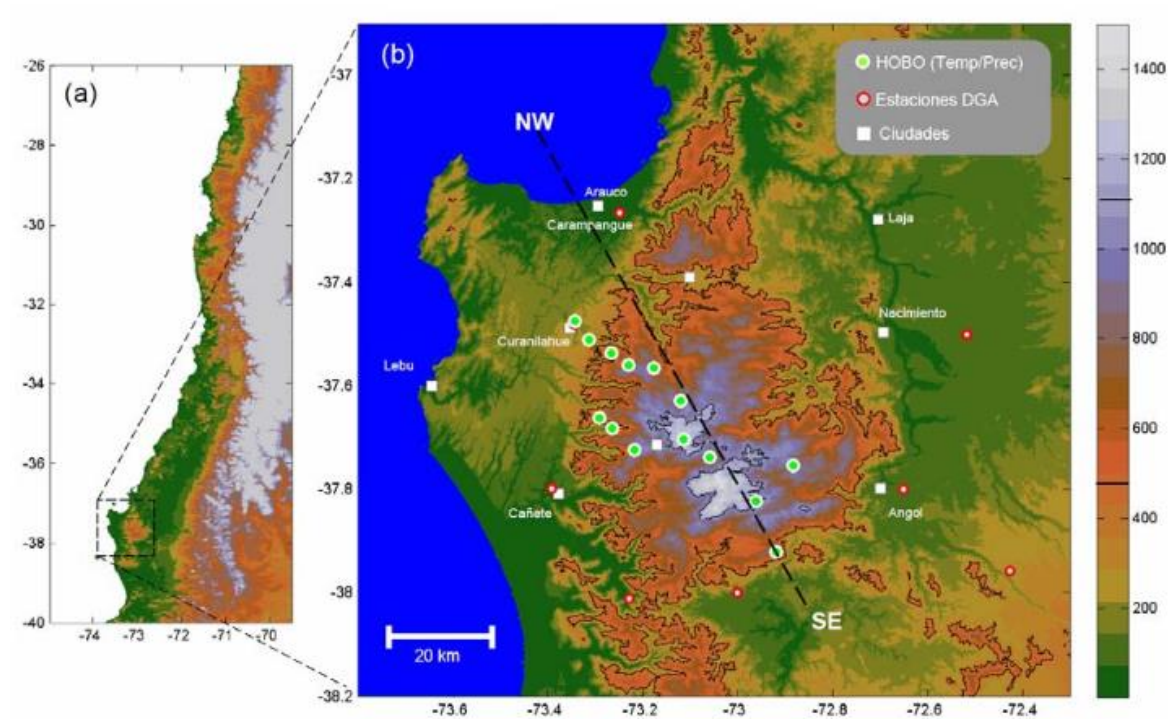 (a)
-26
-28
-30
-32
-34
-36
-38
-40
-74
-73
-72
-71
-70
(b)
HOBO (Temp/Prec)
Estaciones DGA
Ciudades
NW
Arauco
Carampangue
Laja
Nacimiento
Curanilahue
Lebu
Cañete
Angol
SE
20 km
-37
-37.2
-37.4
-37.6
-37.8
-38
-38.2
-73.6
-73.4
-73.2
-73
-72.8
-72.6
-72.4
1400
1200
1000
800
600
400
200